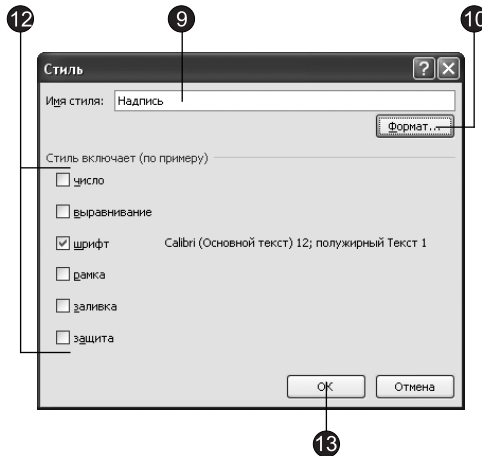 12 9 10
Стиль
Имя стиля: Надпись
Формат...
Стиль включает (по примеру)
число
выравнивание
шрифт Calibri (Основной текст) 12; полужирный Текст 1
рамка
заливка
защита
ОК Отмена
13